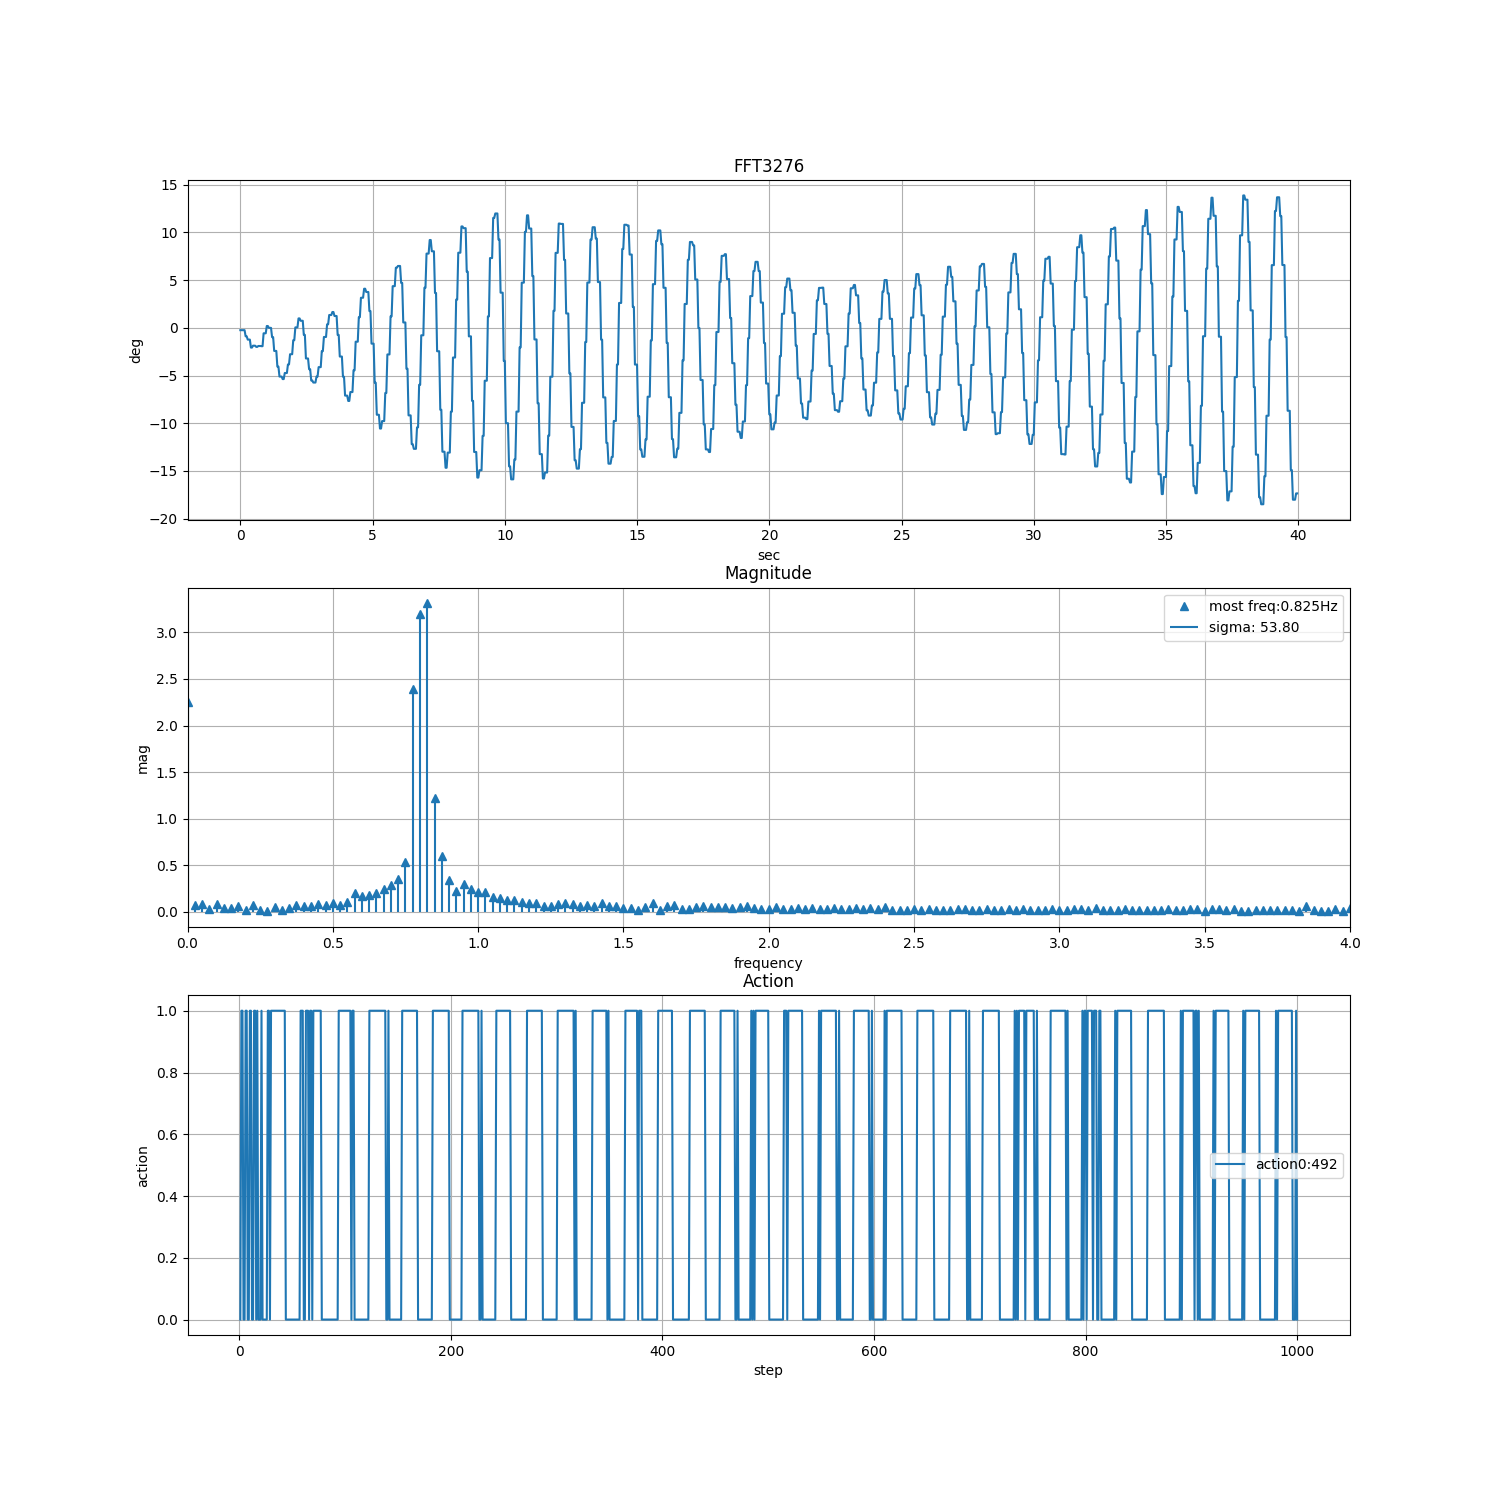 FFT3276
15
10
5
0
−5
−10
−15
−20
deg
0 5 10 15 20 25 30 35 40
sec
Magnitude
most freq:0.825Hz
sigma: 53.80
3.0
2.5
2.0
1.5
1.0
0.5
0.0
mag
0.0 0.5 1.0 1.5 2.0 2.5 3.0 3.5 4.0
frequency
Action
1.0
0.8
0.6
0.4
0.2
0.0
action
action0:492
0 200 400 600 800 1000
step